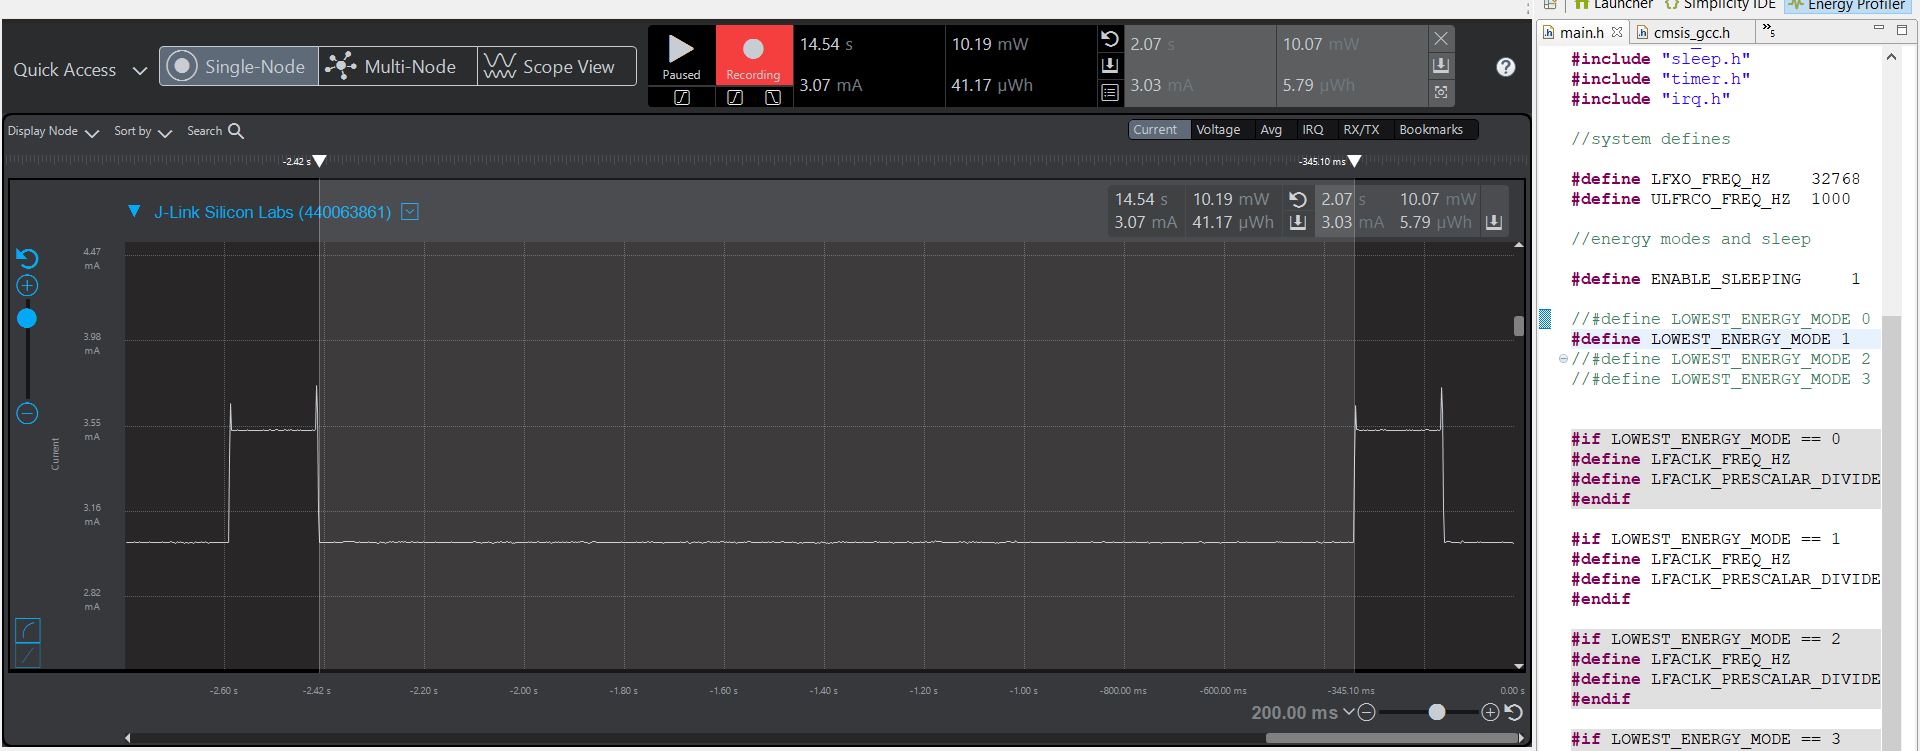 Launcher
Simplicity IDE
Energy Profiler
Quick Access
Single-Node
Multi-Node
Scope View
Paused
Recording
14.54 s
10.19 mW
3.07 mA
41.17 µWh
2.07 s
10.07 mW
3.03 mA
5.79 µWh
Display Node
Sort by
Search
Current
Voltage
Avg
IRQ
RX/TX
Bookmarks
-2.42 s
-345.10 ms
J-Link Silicon Labs (440063861)
14.54 s
10.19 mW
2.07 s
10.07 mW
3.07 mA
41.17 µWh
3.03 mA
5.79 µWh
4.47
mA
3.98
mA
3.55
mA
3.16
mA
2.82
mA
Current
-2.60 s
-2.42 s
-2.20 s
-2.00 s
-1.80 s
-1.60 s
-1.40 s
-1.20 s
-1.00 s
-800.00 ms
-600.00 ms
-345.10 ms
0.00 s
200.00 ms
main.h
cmsis_gcc.h
»5
#include "sleep.h"
#include "timer.h"
#include "irq.h"
//system defines
#define LFXO_FREQ_HZ 32768
#define ULFRCO_FREQ_HZ 1000
//energy modes and sleep
#define ENABLE_SLEEPING 1
//#define LOWEST_ENERGY_MODE 0
#define LOWEST_ENERGY_MODE 1
//#define LOWEST_ENERGY_MODE 2
//#define LOWEST_ENERGY_MODE 3
#if LOWEST_ENERGY_MODE == 0
#define LFACLK_FREQ_HZ
#define LFACLK_PRESCALAR_DIVIDE
#endif
#if LOWEST_ENERGY_MODE == 1
#define LFACLK_FREQ_HZ
#define LFACLK_PRESCALAR_DIVIDE
#endif
#if LOWEST_ENERGY_MODE == 2
#define LFACLK_FREQ_HZ
#define LFACLK_PRESCALAR_DIVIDE
#endif
#if LOWEST_ENERGY_MODE == 3